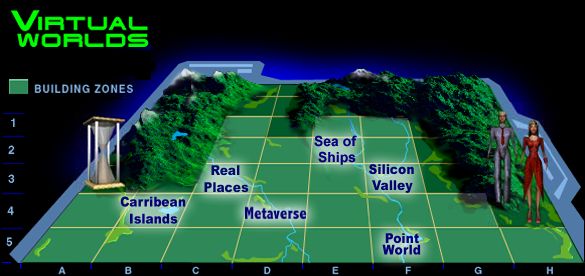 VIRTUAL
WORLDS
BUILDING ZONES
1
Sea of
Ships
2
Real
Places
Silicon
Valley
3
Carribean
Islands
Metaverse
4
Point
World
5
A B C D E F G H